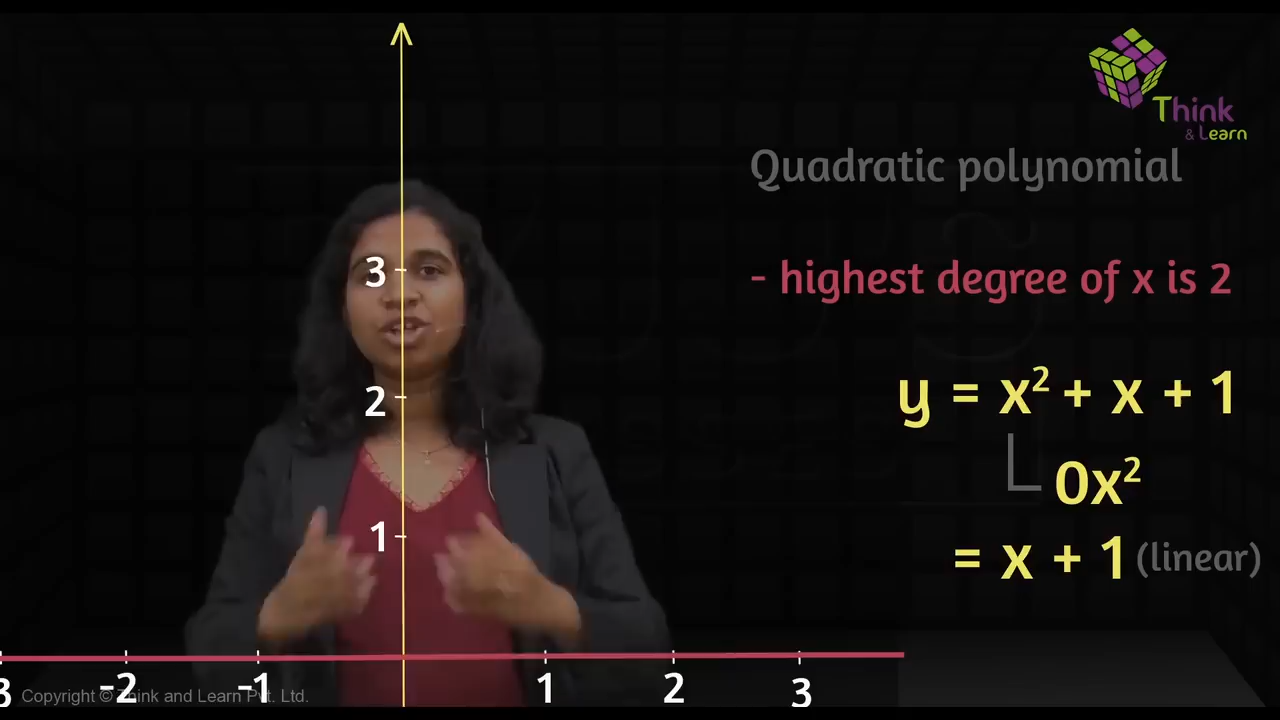 Think
& Learn
Quadratic polynomial
- highest degree of x is 2
y = x² + x + 1
0x²
= x + 1 (linear)
3
2
1
3 -2 -1 1 2 3
Copyright © Think and Learn Pvt. Ltd.